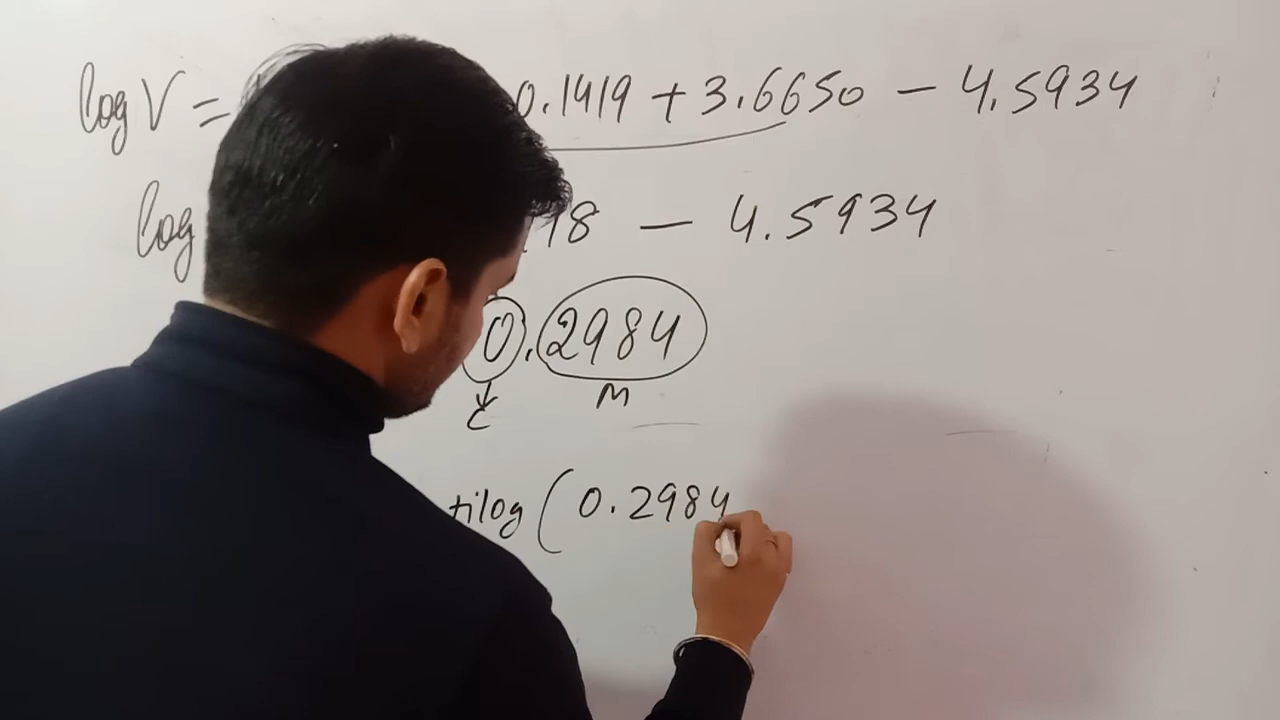 log V = 0.1419 + 3.6650 - 4.5934
log 18 - 4.5934
0.2984
c M
tilog ( 0.2984